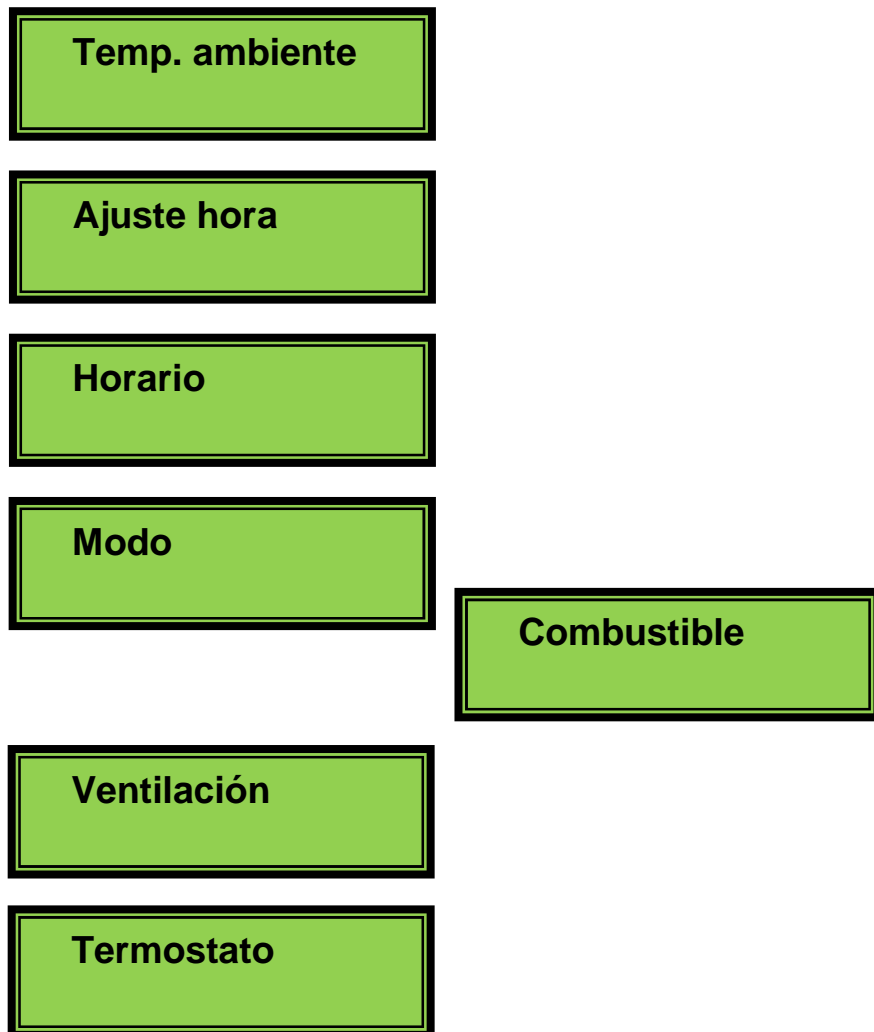 Temp. ambiente
Ajuste hora
Horario
Modo
Combustible
Ventilación
Termostato